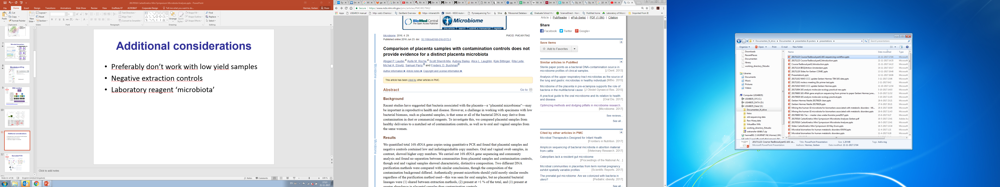 20170516 CarboKinetics Mini Symposium Microbiota Analyses.pptx - PowerPoint
Hermes, Gerben
Share
File
Home
Insert
Design
Transitions
Animations
Slide Show
Review
View
EndNote X7
ACROBAT
Corporate Design
Tell me what you want to do...
Paste
Cut
Copy
Format Painter
Clipboard
New Slide
Layout
Reset
Section
Slides
Font
Text Direction
Align Text
Convert to SmartArt
Paragraph
Arrange
Quick Styles
Shape Fill
Shape Outline
Shape Effects
Drawing
Find
Replace
Select
Editing
7
Microbial biomarkers
8
Microbiota profiling
9
DNA isolation
10
11
Additional considerations
12
Barcoded PCR
Additional considerations
• Preferably don't work with low yield samples
• Negative extraction controls
• Laboratory reagent 'microbiota'
Click to add notes
Slide 11 of 36
English (United Kingdom)
Notes
Comments
109 %
EN
17:13
21-11-2017
Secure
https://www.ncbi.nlm.nih.gov/pmc/articles/PMC4917942/
Apps
USEARCH manual
GenBank Overview
KAAS - KEGG Autom
Pyrosequencing Tool
Silva
Ribosomal Database
Graduate School VL
ScienceDirect - Hom
PubMed home
Laboratory of Microb
Imported From IE
BioMed Central
The Open Access Publisher
Microbiome
this article | search | submit a manuscript | register
Microbiome. 2016; 4: 29.
PMCID: PMC4917942
Published online 2016 Jun 23. doi: 10.1186/s40168-016-0172-3
Comparison of placenta samples with contamination controls does not
provide evidence for a distinct placenta microbiota
Abigail P. Lauder,# Aoife M. Roche,# Scott Sherrill-Mix, Aubrey Bailey, Alice L. Laughlin, Kyle Bittinger, Rita Leite,
Michal A. Elovitz, Samuel Parry, and Frederic D. Bushman
Author information ► Article notes ► Copyright and License information ►
This article has been cited by other articles in PMC.
Abstract
Go to:
Background
Recent studies have suggested that bacteria associated with the placenta—a “placental microbiome”—may
be important in reproductive health and disease. However, a challenge in working with specimens with low
bacterial biomass, such as placental samples, is that some or all of the bacterial DNA may derive from
contamination in dust or commercial reagents. To investigate this, we compared placental samples from
healthy deliveries to a matched set of contamination controls, as well as to oral and vaginal samples from
the same women.
Results
We quantified total 16S rRNA gene copies using quantitative PCR and found that placental samples and
negative controls contained low and indistinguishable copy numbers. Oral and vaginal swab samples, in
contrast, showed higher copy numbers. We carried out 16S rRNA gene sequencing and community
analysis and found no separation between communities from placental samples and contamination controls,
though oral and vaginal samples showed characteristic, distinctive composition. Two different DNA
purification methods were compared with similar conclusions, though the composition of the
contamination background differed. Authentically present microbiota should yield mostly similar results
regardless of the purification method used—this was seen for oral samples, but no placental bacterial
lineages were (1) shared between extraction methods, (2) present at >1 % of the total, and (3) present at
greater abundance in placental samples than contamination controls.
Microbiome
Microbiome
Article | PubReader | ePub (beta) | PDF (1.8M) | Citation
Share
Facebook
Twitter
Google+
Save items
Add to Favorites
Similar articles in PubMed
Sterile paper points as a bacterial DNA-contamination source in
microbiome profiles of clinical samples. [J Dent. 2013]
Analysis of the upper respiratory tract microbiotas as the source of
the lung and gastric microbiotas in healthy individuals [MBio. 2015]
Microbiome of the placenta in pre-eclampsia supports the role of
bacteria in the multifactorial cause [J Obstet Gynaecol Res. 2015]
A practical guide to the oral microbiome and its relation to health
and disease. [Oral Dis. 2017]
Optimizing methods and dodging pitfalls in microbiome research.
[Microbiome. 2017]
See reviews...
See all...
Cited by other articles in PMC
Microbial Therapeutics Designed for Infant Health
[Frontiers in Nutrition. 2017]
Amplicon sequencing of bacterial microbiota in abortion material
from cattle [Veterinary Research. 2017]
Caterpillars lack a resident gut microbiome
[Proceedings of the National Ac...]
Microbial communities in placentas from term normal pregnancy
exhibit spatially variable profiles [Scientific Reports. 2017]
The prenatal gut microbiome: Are we colonized with bacteria in
utero? [Pediatric obesity. 2017]
See all...
Documenten_N_drive
Documenten
presentaties & posters
presentations
Search presentations
Organise
Open
Print
E-mail
New folder
Downloads
RecentPlaces
Documenten
library
working_directory_Rstudio
Libraries
Documents
Music
Pictures
Videos
Computer (L0146835)
L0146835_SYS (C:)
L0146835_DATA (D:)
L0146835_Data2 (E:)
Documenten_N_drive
fotos
old sequencing data
Raw Hiseq data
VirtualBox VMs
working_directory_Rstudio
wetransfer-b9d6c7.zip
Name
Date modified
Type
20171123 Course Radboud.part2.16S sequencing workflow.pptx 21-11-2017 17:04 Microsoft
20171123 Course Radboud.part1.Introduction.pptx 21-11-2017 14:35 Microsoft
Course Radboud.part1.Introduction.pptx 21-11-2017 14:22 Microsoft
20171114 IBSQUtrition Amsterdam.pptx 14-11-2017 10:17 Microsoft
20171120 Slides for Gerben COMIC.pptx 13-11-2017 19:48 Microsoft
Presentation1.pptx 12-11-2017 18:06 Microsoft
20171102 NWO CCC update Gerben Hermes TIM 16S data.pptx 3-11-2017 13:06 Microsoft
20171102 moleco meeting 16s primer test.pptx 2-11-2017 8:42 Microsoft
20171010 NWO CCC update Gerben Hermes.pptx 11-10-2017 12:54 Microsoft
20171004 16S analysis molecular ecology practical new.pptx 5-10-2017 14:03 Microsoft
20170600 16S rRNA gene amplicon sequencing from primer to paper Gerben Hermes june... 5-10-2017 11:52 Microsoft
20170929 16S analysis molecular ecology practical.pptx 3-10-2017 11:45 Microsoft
Gerben Hermes Nestle 20170629 clean.pptx 28-6-2017 23:21 Microsoft
Gerben Hermes Nestle 20170629.pptx 27-6-2017 20:21 Microsoft
Mining the human GI microbiota for biomarkers associated with metabolic disorders - Mi... 26-6-2017 16:09 Microsoft
Mining the human GI microbiota for biomarkers associated with metabolic disorders.pptx 16-6-2017 11:43 Microsoft
20170600 NG-Tax -- master class wiebe Kooistra june2017.pptx 15-6-2017 0:27 Microsoft
20170516 CarboKinetics Mini Symposium Microbiota Analyses Gerben.pdf 16-5-2017 13:41 Adobe Ac
20170516 CarboKinetics Mini Symposium Microbiota Analyses.pptx 16-5-2017 13:41 Microsoft
Slides CarboKinetics Mini Symposium 16 May Erwin.pptx 16-5-2017 13:34 Microsoft
Microbial biomarkers for human metabolic disorders KNVM.pptx 11-4-2017 1:21 Microsoft
Microbial biomarkers for human metabolic disorders.pptx 11-4-2017 0:28 Microsoft
20171123 Course Radboud.part2.16S se... Title: PowerPoint Presentation Size: 1.29 MB Tags: Add a tag
Microsoft PowerPoint Presentation Authors: Hermes, Gerben Date modified: 21-11-2017 17:04